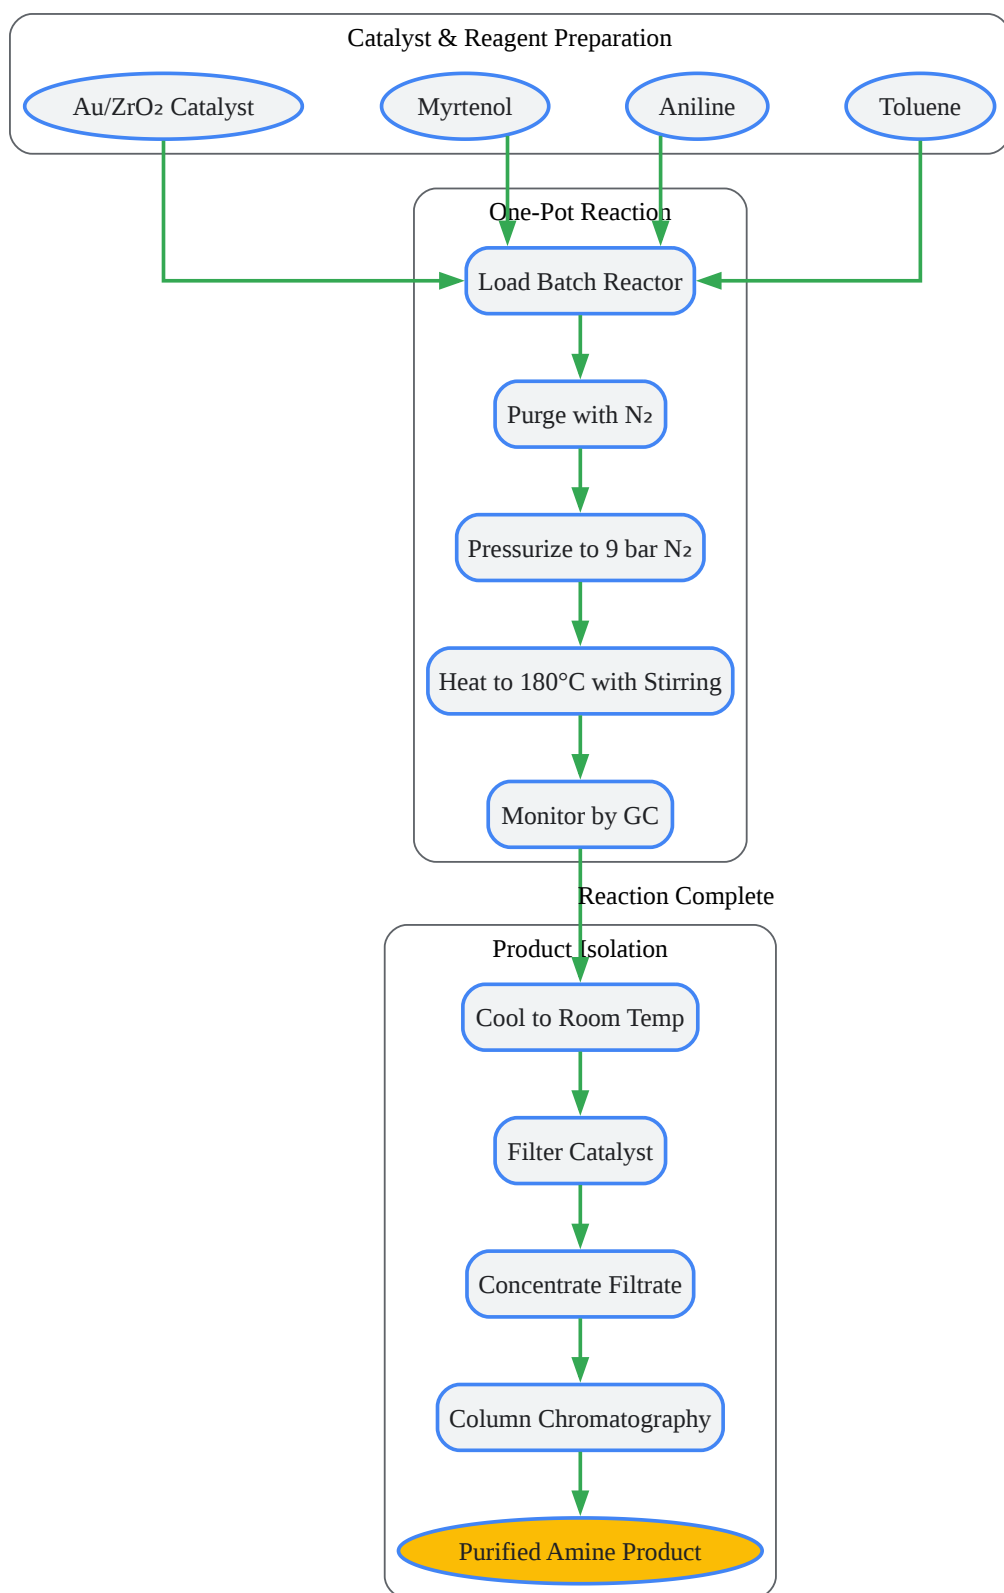 Catalyst & Reagent Preparation
Au/ZrO₂ Catalyst
Myrtenol
Aniline
Toluene
One-Pot Reaction
Load Batch Reactor
Purge with N₂
Pressurize to 9 bar N₂
Heat to 180°C with Stirring
Monitor by GC
Reaction Complete
Product Isolation
Cool to Room Temp
Filter Catalyst
Concentrate Filtrate
Column Chromatography
Purified Amine Product